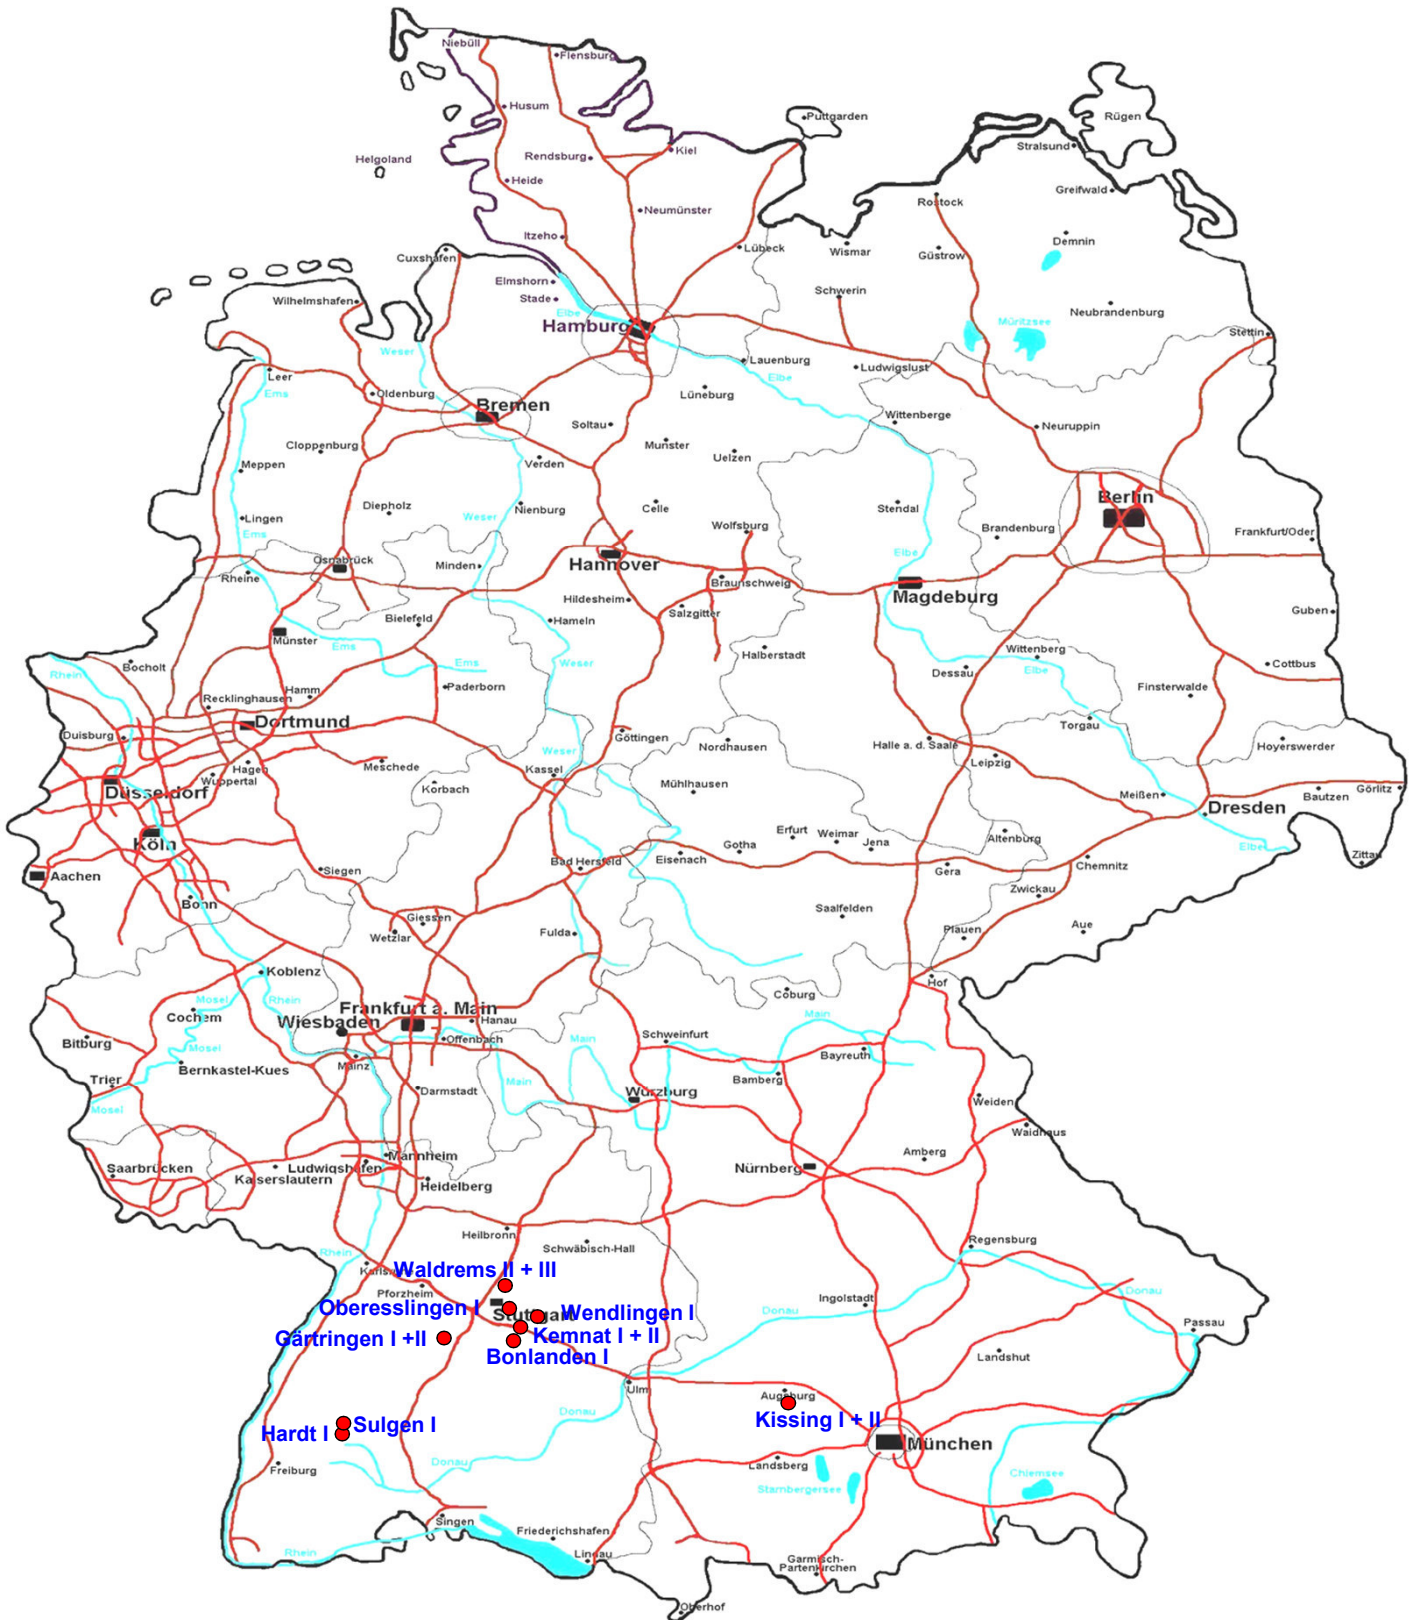 Niebüll
Flensburg
Husum
Puttgarden
Rügen
Stralsund
Kiel
Rendsburg
Helgoland
Heide
Greifwald
Rostock
Neumünster
Itzeho
Demnin
Lübeck
Wismar
Güstrow
Cuxshafen
Elmshorn
Stade
Schwerin
Wilhelmshafen
Elbe
Neubrandenburg
Hamburg
Müritzsee
Stettin
Weser
Lauenburg
Ludwigslust
Leer
Elbe
Ems
Oldenburg
Lüneburg
Bremen
Wittenberge
Soltau
Neuruppin
Cloppenburg
Munster
Uelzen
Meppen
Verden
Berlin
Diepholz
Nienburg
Celle
Stendal
Lingen
Weser
Wolfsburg
Brandenburg
Frankfurt/Oder
Ems
Elbe
Osnabrück
Minden
Hannover
Rheine
Braunschweig
Magdeburg
Hildesheim
Salzgitter
Guben
Bielefeld
Hameln
Münster
Ems
Halberstadt
Wittenberg
Bocholt
Ems
Weser
Cottbus
Rhein
Dessau
Elbe
Paderborn
Finsterwalde
Hamm
Recklinghausen
Dortmund
Torgau
Duisburg
Göttingen
Nordhausen
Halle a. d. Saale
Hoyerswerder
Weser
Leipzig
Hagen
Meschede
Kassel
Wuppertal
Korbach
Mühlhausen
Düsseldorf
Meißen
Bautzen
Görlitz
Dresden
Köln
Erfurt
Weimar
Jena
Altenburg
Gotha
Elbe
Zittau
Bad Hersfeld
Eisenach
Aachen
Siegen
Gera
Chemnitz
Zwickau
Bonn
Giessen
Saalfelden
Wetzlar
Fulda
Plauen
Aue
Koblenz
Hof
Mosel
Rhein
Coburg
Frankfurt a. Main
Cochem
Wiesbaden
Hanau
Main
Bitburg
Offenbach
Main
Schweinfurt
Mosel
Bayreuth
Mainz
Bernkastel-Kues
Trier
Main
Bamberg
Darmstadt
Würzburg
Mosel
Weiden
Waidhaus
Mannheim
Amberg
Saarbrücken
Ludwigshafen
Nürnberg
Kaiserslautern
Heidelberg
Heilbronn
Regensburg
Schwäbisch-Hall
Rhein
Karlsruhe
Waldrems II + III
Pforzheim
Donau
Ingolstadt
Oberesslingen I
Donau
Stuttgart
Wendlingen I
Passau
Gärtringen I +II
Kemnat I + II
Bonlanden I
Landshut
Ulm
Augsburg
Donau
Kissing I + II
Sulgen I
Hardt I
München
Donau
Landsberg
Freiburg
Chiemsee
Starnbergersee
Singen
Friederichshafen
Rhein
Lindau
Garmisch-
Partenkirchen
Oberhof